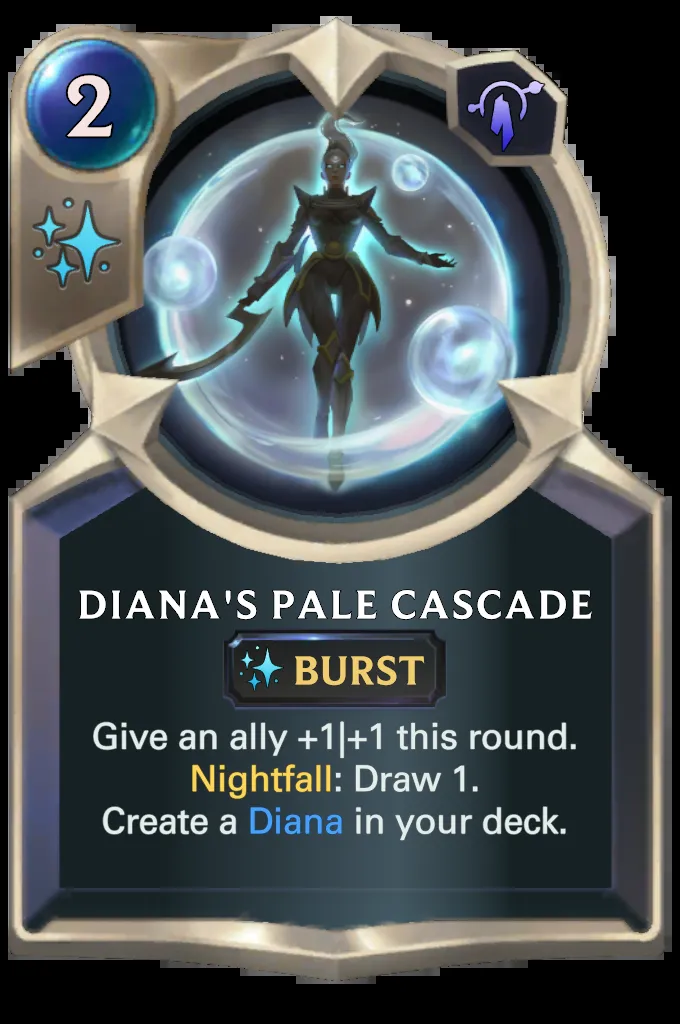 2
DIANA'S PALE CASCADE
BURST
Give an ally +1|+1 this round.
Nightfall: Draw 1.
Create a Diana in your deck.